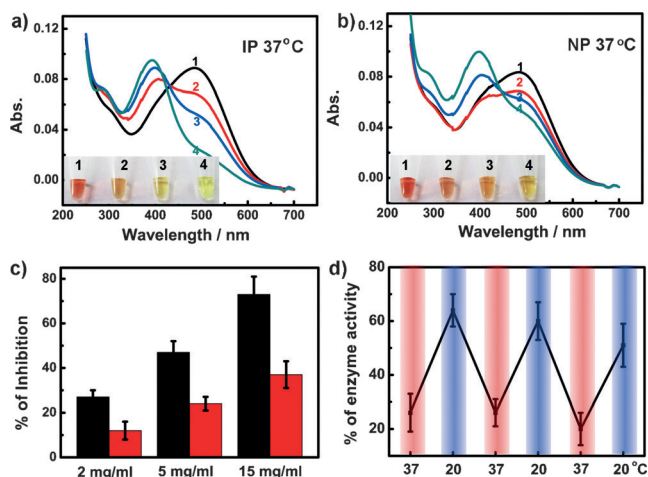 a)
IP 37°C
Abs.
0.12
0.08
0.04
0.00
1
2
3
4
1 2 3 4
200 300 400 500 600 700
Wavelength / nm
b)
NP 37 °C
Abs.
0.12
0.08
0.04
0.00
1
2
3
4
1 2 3 4
200 300 400 500 600 700
Wavelength / nm
c)
% of Inhibition
80
60
40
20
0
2 mg/ml 5 mg/ml 15 mg/ml
d)
% of enzyme activity
80
60
40
20
37 20 37 20 37 20 °C